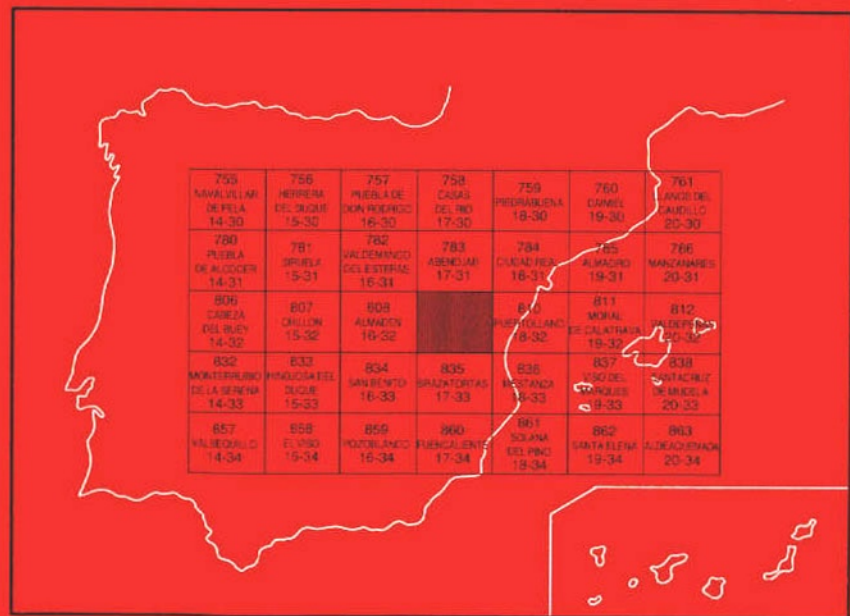 755
NAVALVILLAR
DE PELA
14-30
756
HERRERA
DEL DUQUE
15-30
757
PUEBLA DE
DON RODRIGO
16-30
758
CASAS
DEL RIO
17-30
759
PIEDRABUENA
18-30
760
DAIMIEL
19-30
761
LLANOS DEL
CAUDILLO
20-30
780
PUEBLA
DE ALCOCER
14-31
781
SIRUELA
15-31
782
VALDEMANCO
DEL ESTERAS
16-31
783
ABENOJAR
17-31
784
CIUDAD REAL
18-31
785
ALMAGRO
19-31
786
MANZANARES
20-31
806
CABEZA
DEL BUEY
14-32
807
CHILLON
15-32
808
ALMADEN
16-32
810
PUERTOLLANO
18-32
811
MORAL
DE CALATRAVA
19-32
812
VALDEPEÑAS
20-32
832
MONTERRUBIO
DE LA SERENA
14-33
833
HINOJOSA DEL
DUQUE
15-33
834
SAN BENITO
16-33
835
BRAZATORTAS
17-33
836
MESTANZA
18-33
837
VISO DEL
MARQUES
19-33
838
SANTA CRUZ
DE MUDELA
20-33
857
VALSEQUILLO
14-34
858
EL VISO
15-34
859
POZOBLANCO
16-34
860
FUENCALIENTE
17-34
861
SOLANA
DEL PINO
18-34
862
SANTA ELENA
19-34
863
ALDEAQUEMADA
20-34